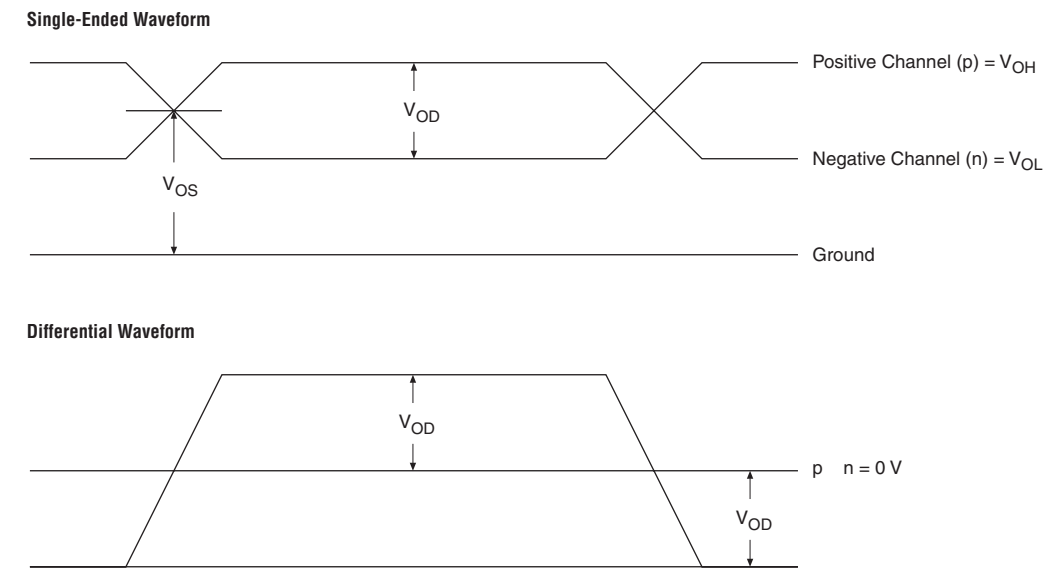 Single-Ended Waveform
Positive Channel (p) = VOH
VOD
Negative Channel (n) = VOL
VOS
Ground
Differential Waveform
VOD
p n = 0 V
VOD